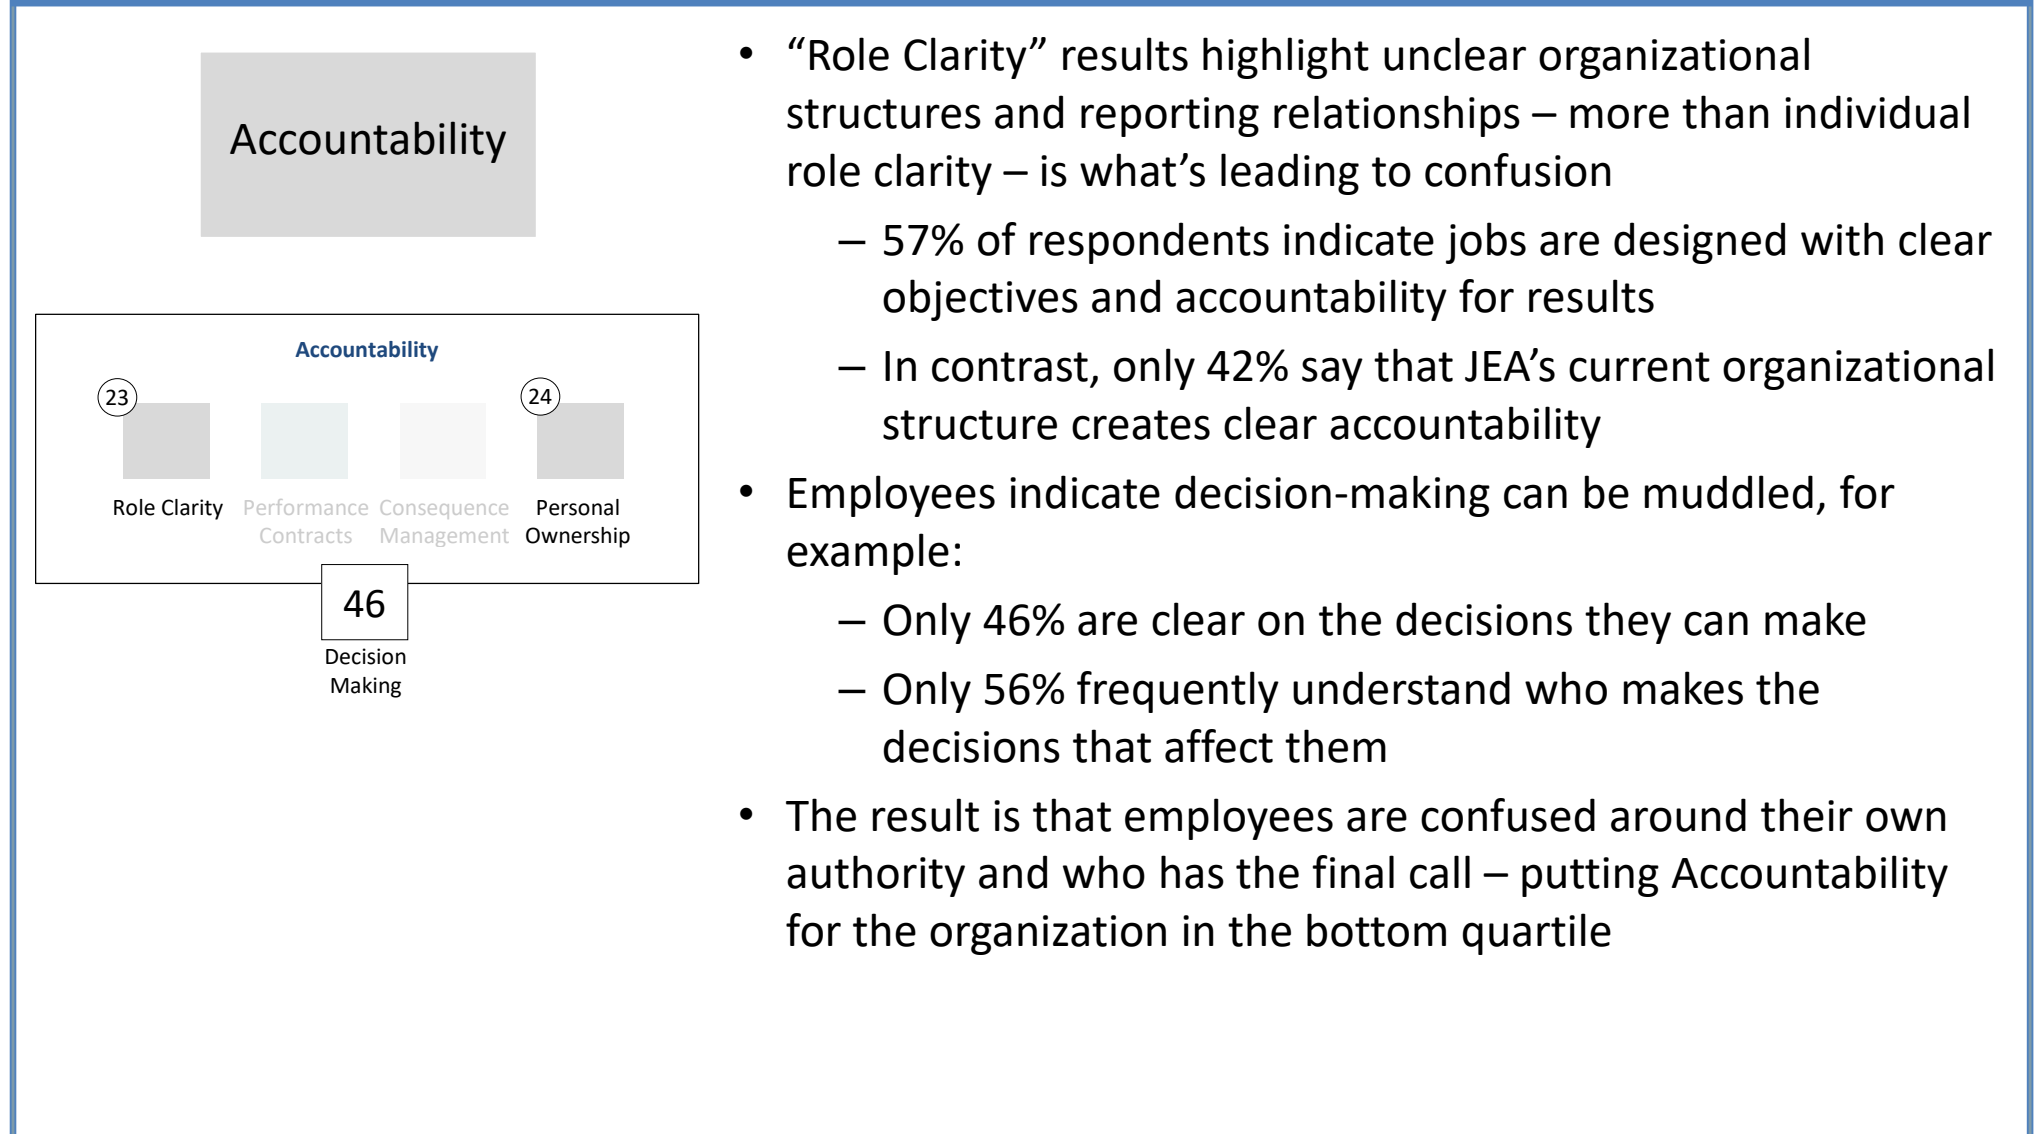 Accountability
Accountability
23
24
Role Clarity
Performance
Contracts
Consequence
Management
Personal
Ownership
46
Decision
Making
• “Role Clarity” results highlight unclear organizational
structures and reporting relationships – more than individual
role clarity – is what’s leading to confusion
– 57% of respondents indicate jobs are designed with clear
objectives and accountability for results
– In contrast, only 42% say that JEA’s current organizational
structure creates clear accountability
• Employees indicate decision-making can be muddled, for
example:
– Only 46% are clear on the decisions they can make
– Only 56% frequently understand who makes the
decisions that affect them
• The result is that employees are confused around their own
authority and who has the final call – putting Accountability
for the organization in the bottom quartile